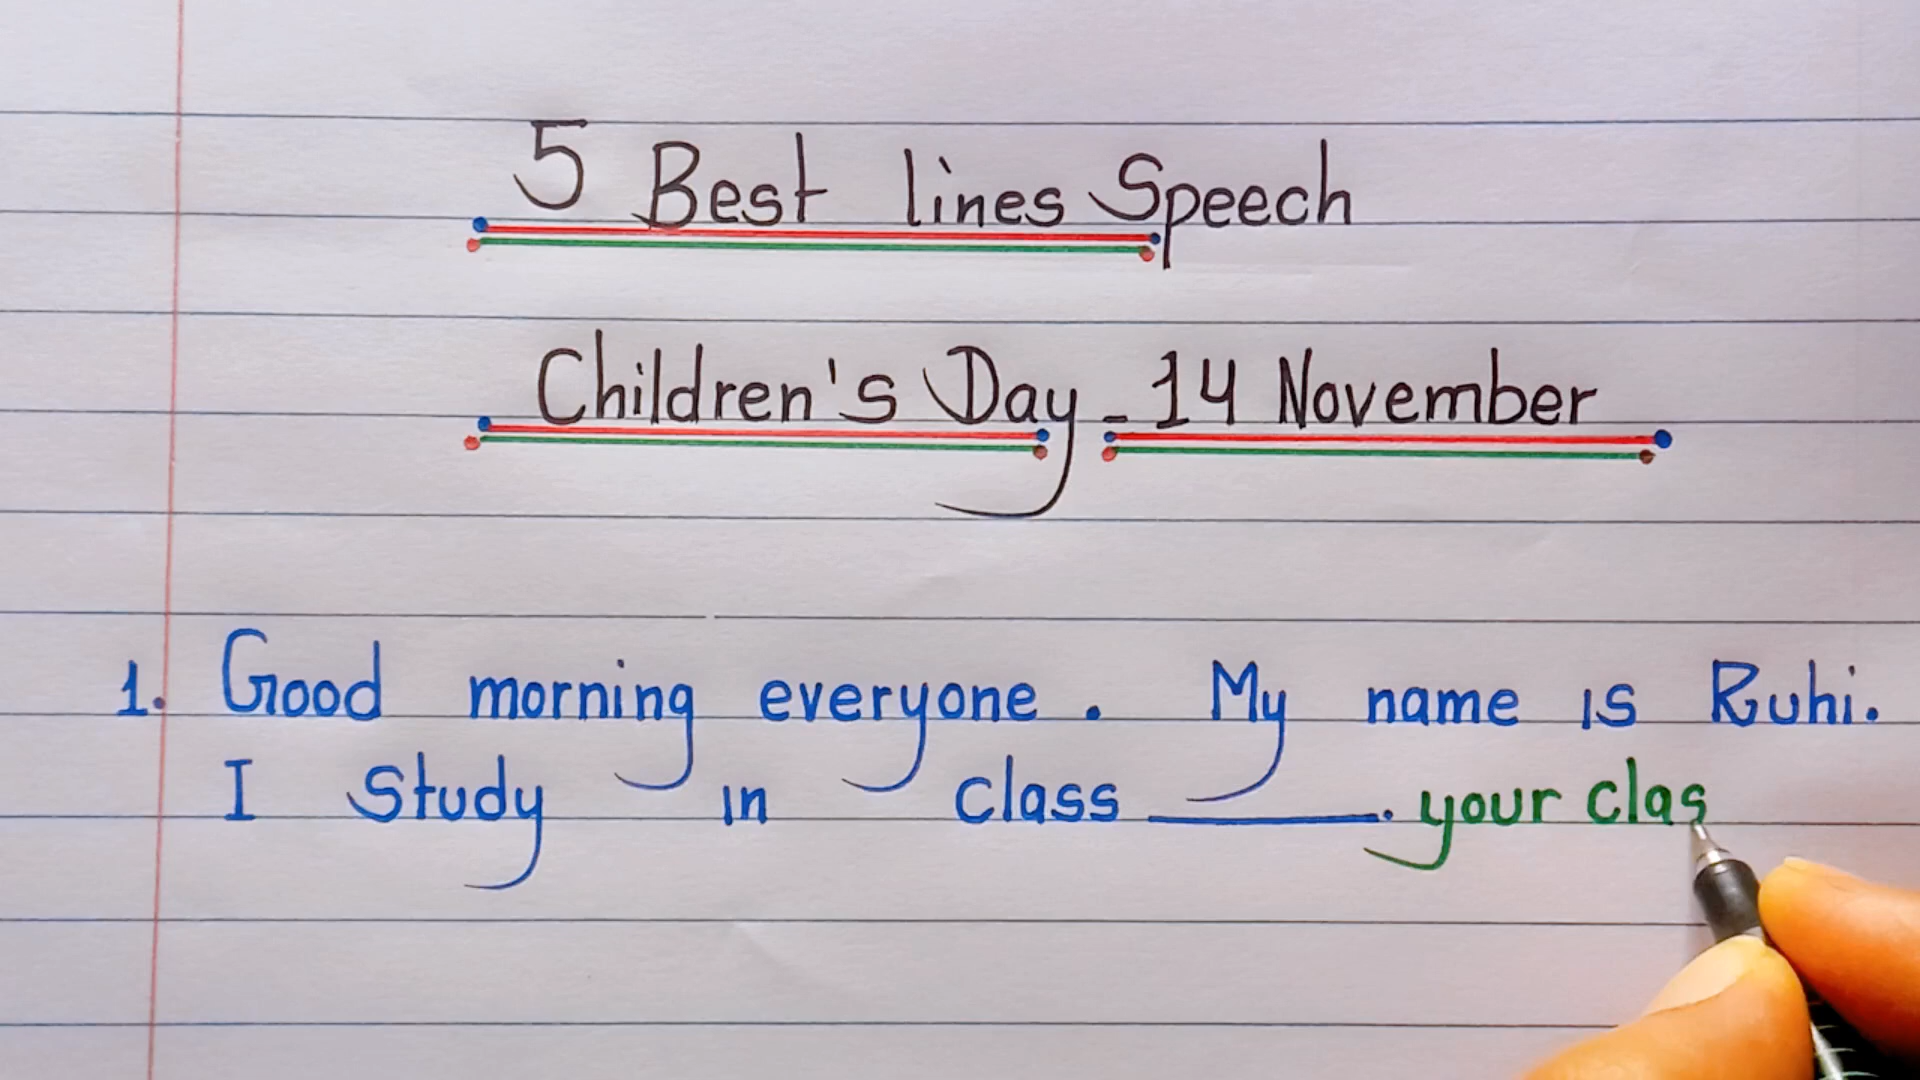 5 Best lines Speech
Children's Day - 14 November
1. Good morning everyone. My name is Ruhi.
I Study in class ______. your clas